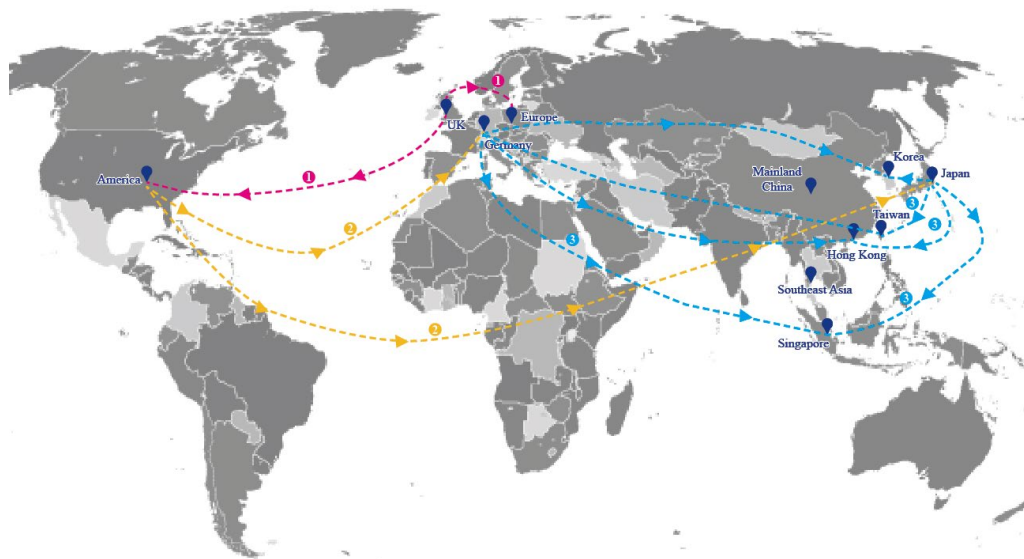 1
UK
Europe
Germany
America
1
2
3
2
Korea
Mainland
China
Japan
3
Taiwan
3
Hong Kong
Southeast Asia
3
Singapore